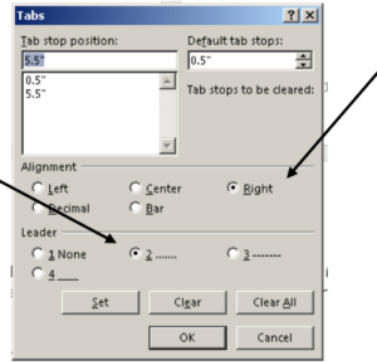 Tabs
Tab stop position: Default tab stops:
5.5" 0.5"
0.5"
5.5"
Tab stops to be cleared:
Alignment
Left Center Right
Decimal Bar
Leader
1 None 2 ....... 3 -------
4 ___
Set Clear Clear All
OK Cancel